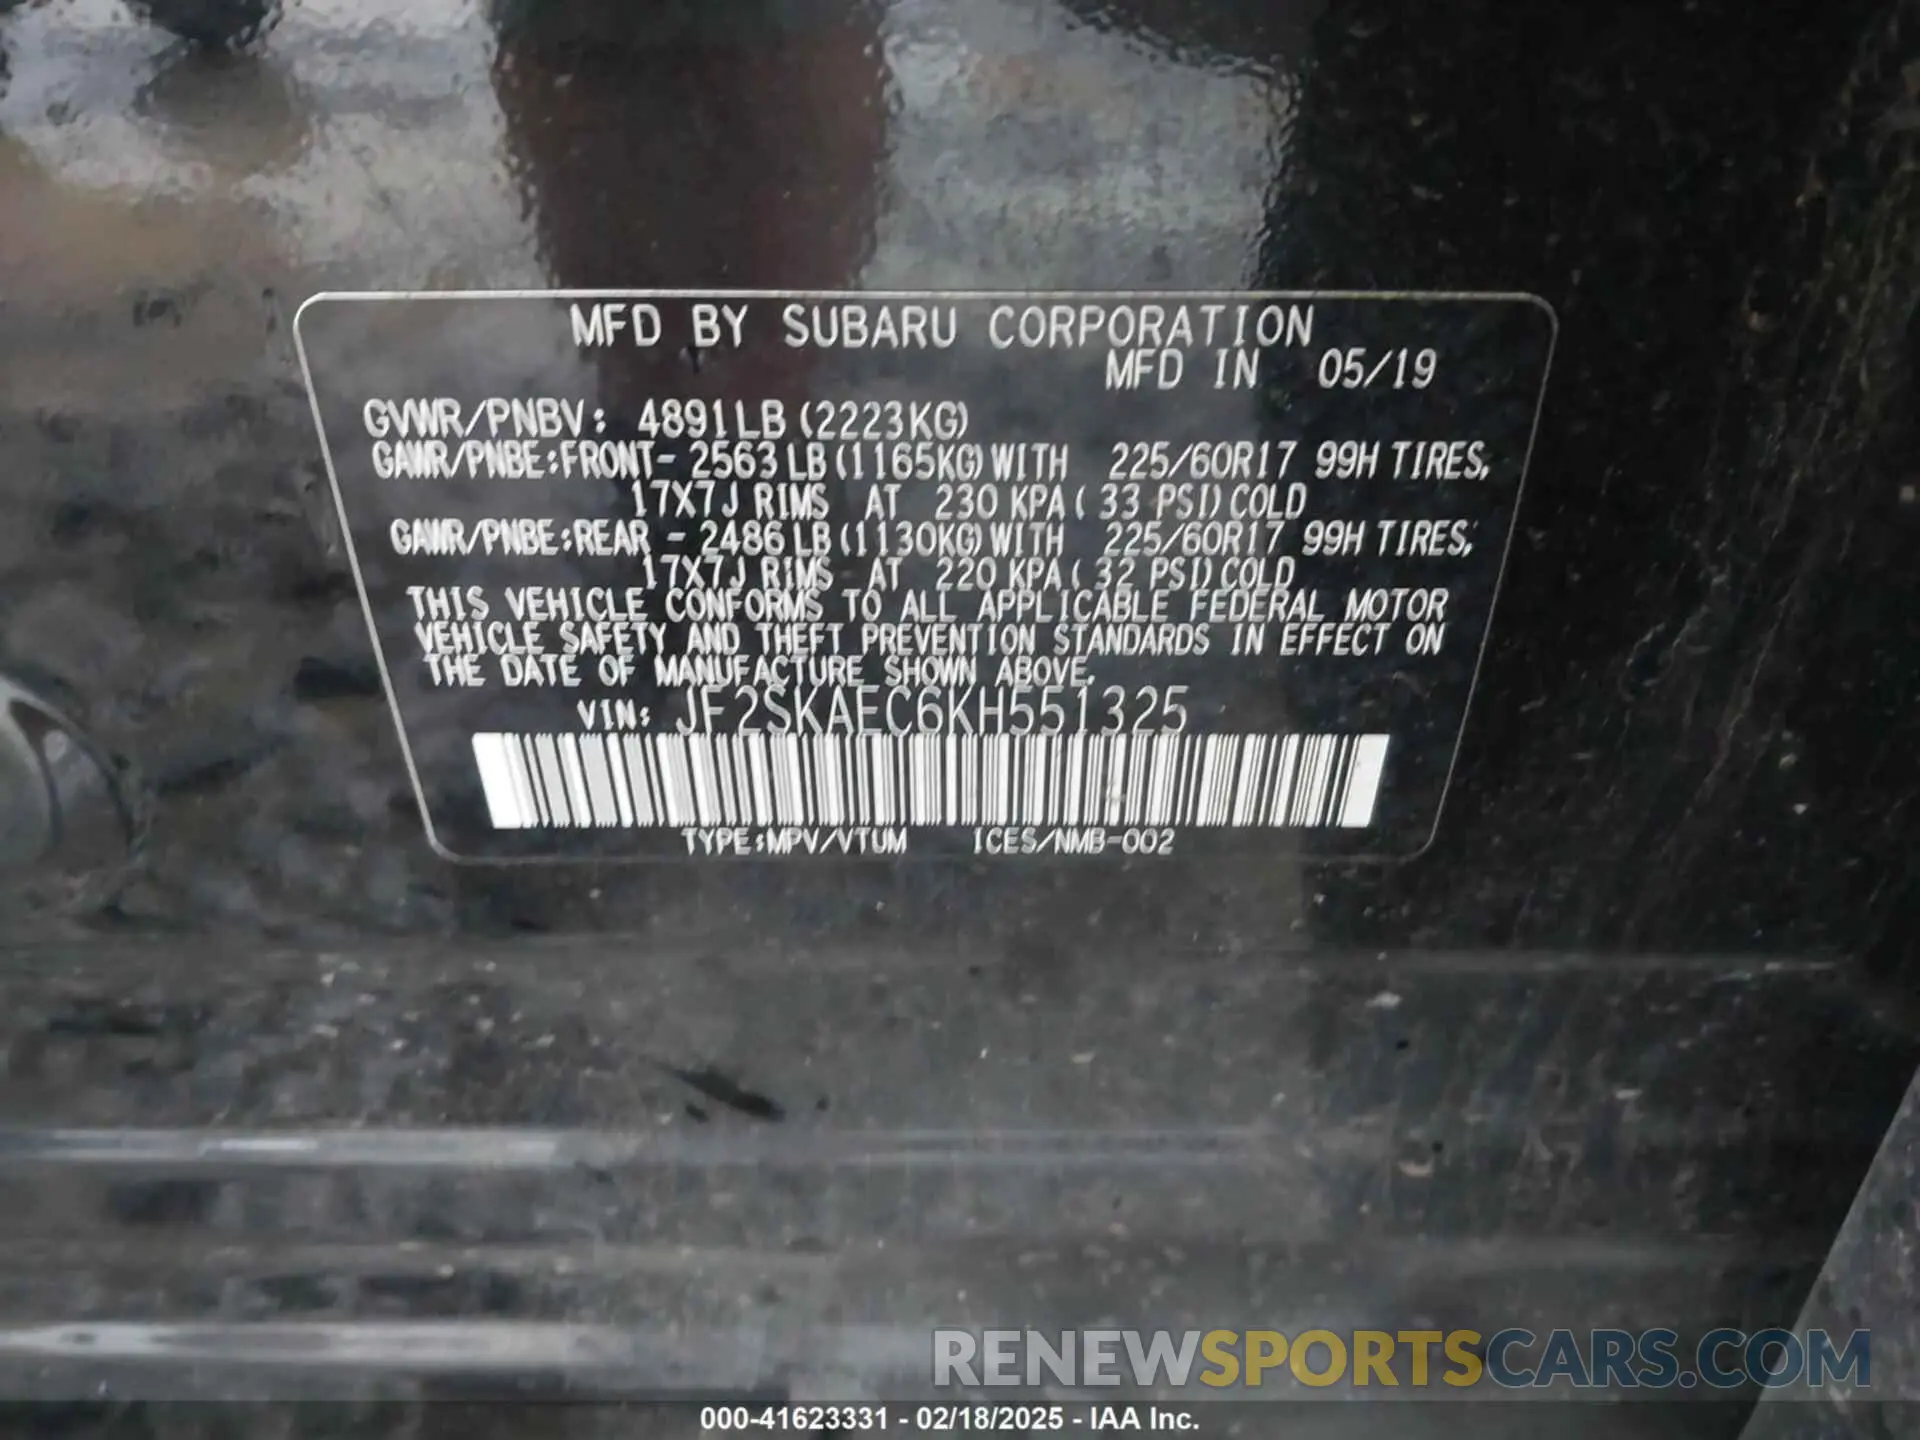 MFD BY SUBARU CORPORATION
MFD IN 05/19
GVWR/PNBV: 4891LB (2223KG)
GAWR/PNBE:FRONT- 2563LB(1165KG)WITH 225/60R17 99H TIRES,
17X7J RIMS AT 230 KPA( 33 PSI)COLD
GAWR/PNBE:REAR - 2486LB(1130KG)WITH 225/60R17 99H TIRES,
17X7J RIMS AT 220 KPA( 32 PSI)COLD
THIS VEHICLE CONFORMS TO ALL APPLICABLE FEDERAL MOTOR
VEHICLE SAFETY AND THEFT PREVENTION STANDARDS IN EFFECT ON
THE DATE OF MANUFACTURE SHOWN ABOVE.
VIN: JF2SKAEC6KH551325
TYPE:MPV/VTUM ICES/NMB-002
RENEWSPORTSCARS.COM
000-41623331 - 02/18/2025 - IAA Inc.